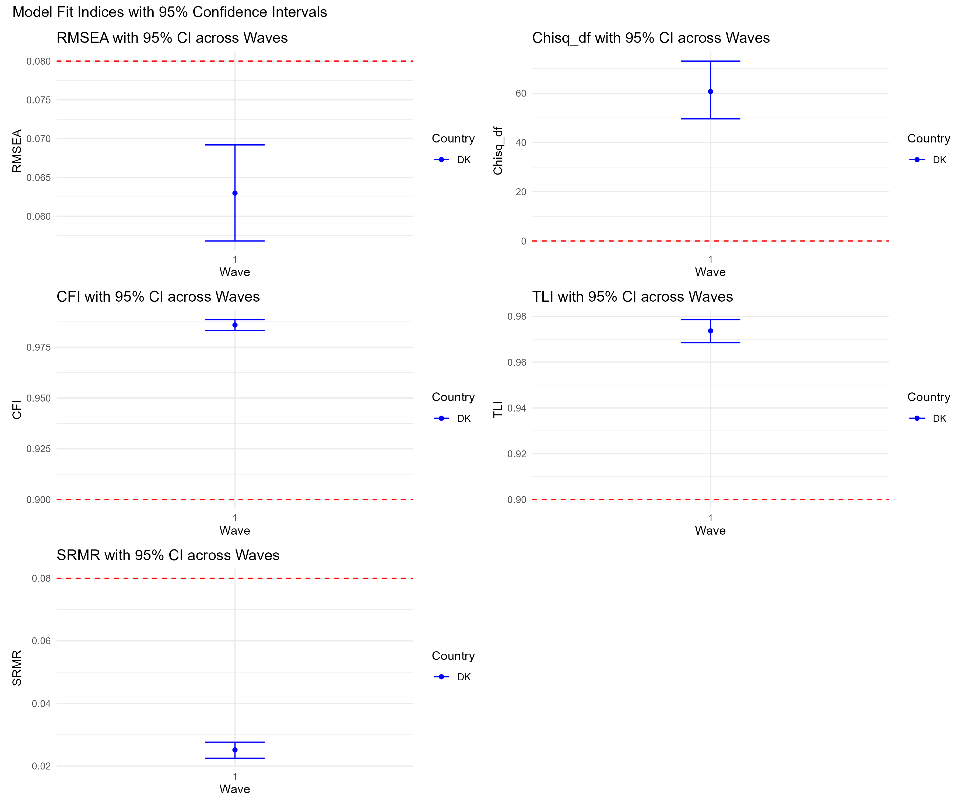 Model Fit Indices with 95% Confidence Intervals
RMSEA with 95% CI across Waves
0.080
0.075
0.070
0.065
0.060
RMSEA
1
Wave
Country
DK
Chisq_df with 95% CI across Waves
60
40
20
0
Chisq_df
1
Wave
Country
DK
CFI with 95% CI across Waves
0.975
0.950
0.925
0.900
CFI
1
Wave
Country
DK
TLI with 95% CI across Waves
0.98
0.96
0.94
0.92
0.90
TLI
1
Wave
Country
DK
SRMR with 95% CI across Waves
0.08
0.06
0.04
0.02
SRMR
1
Wave
Country
DK